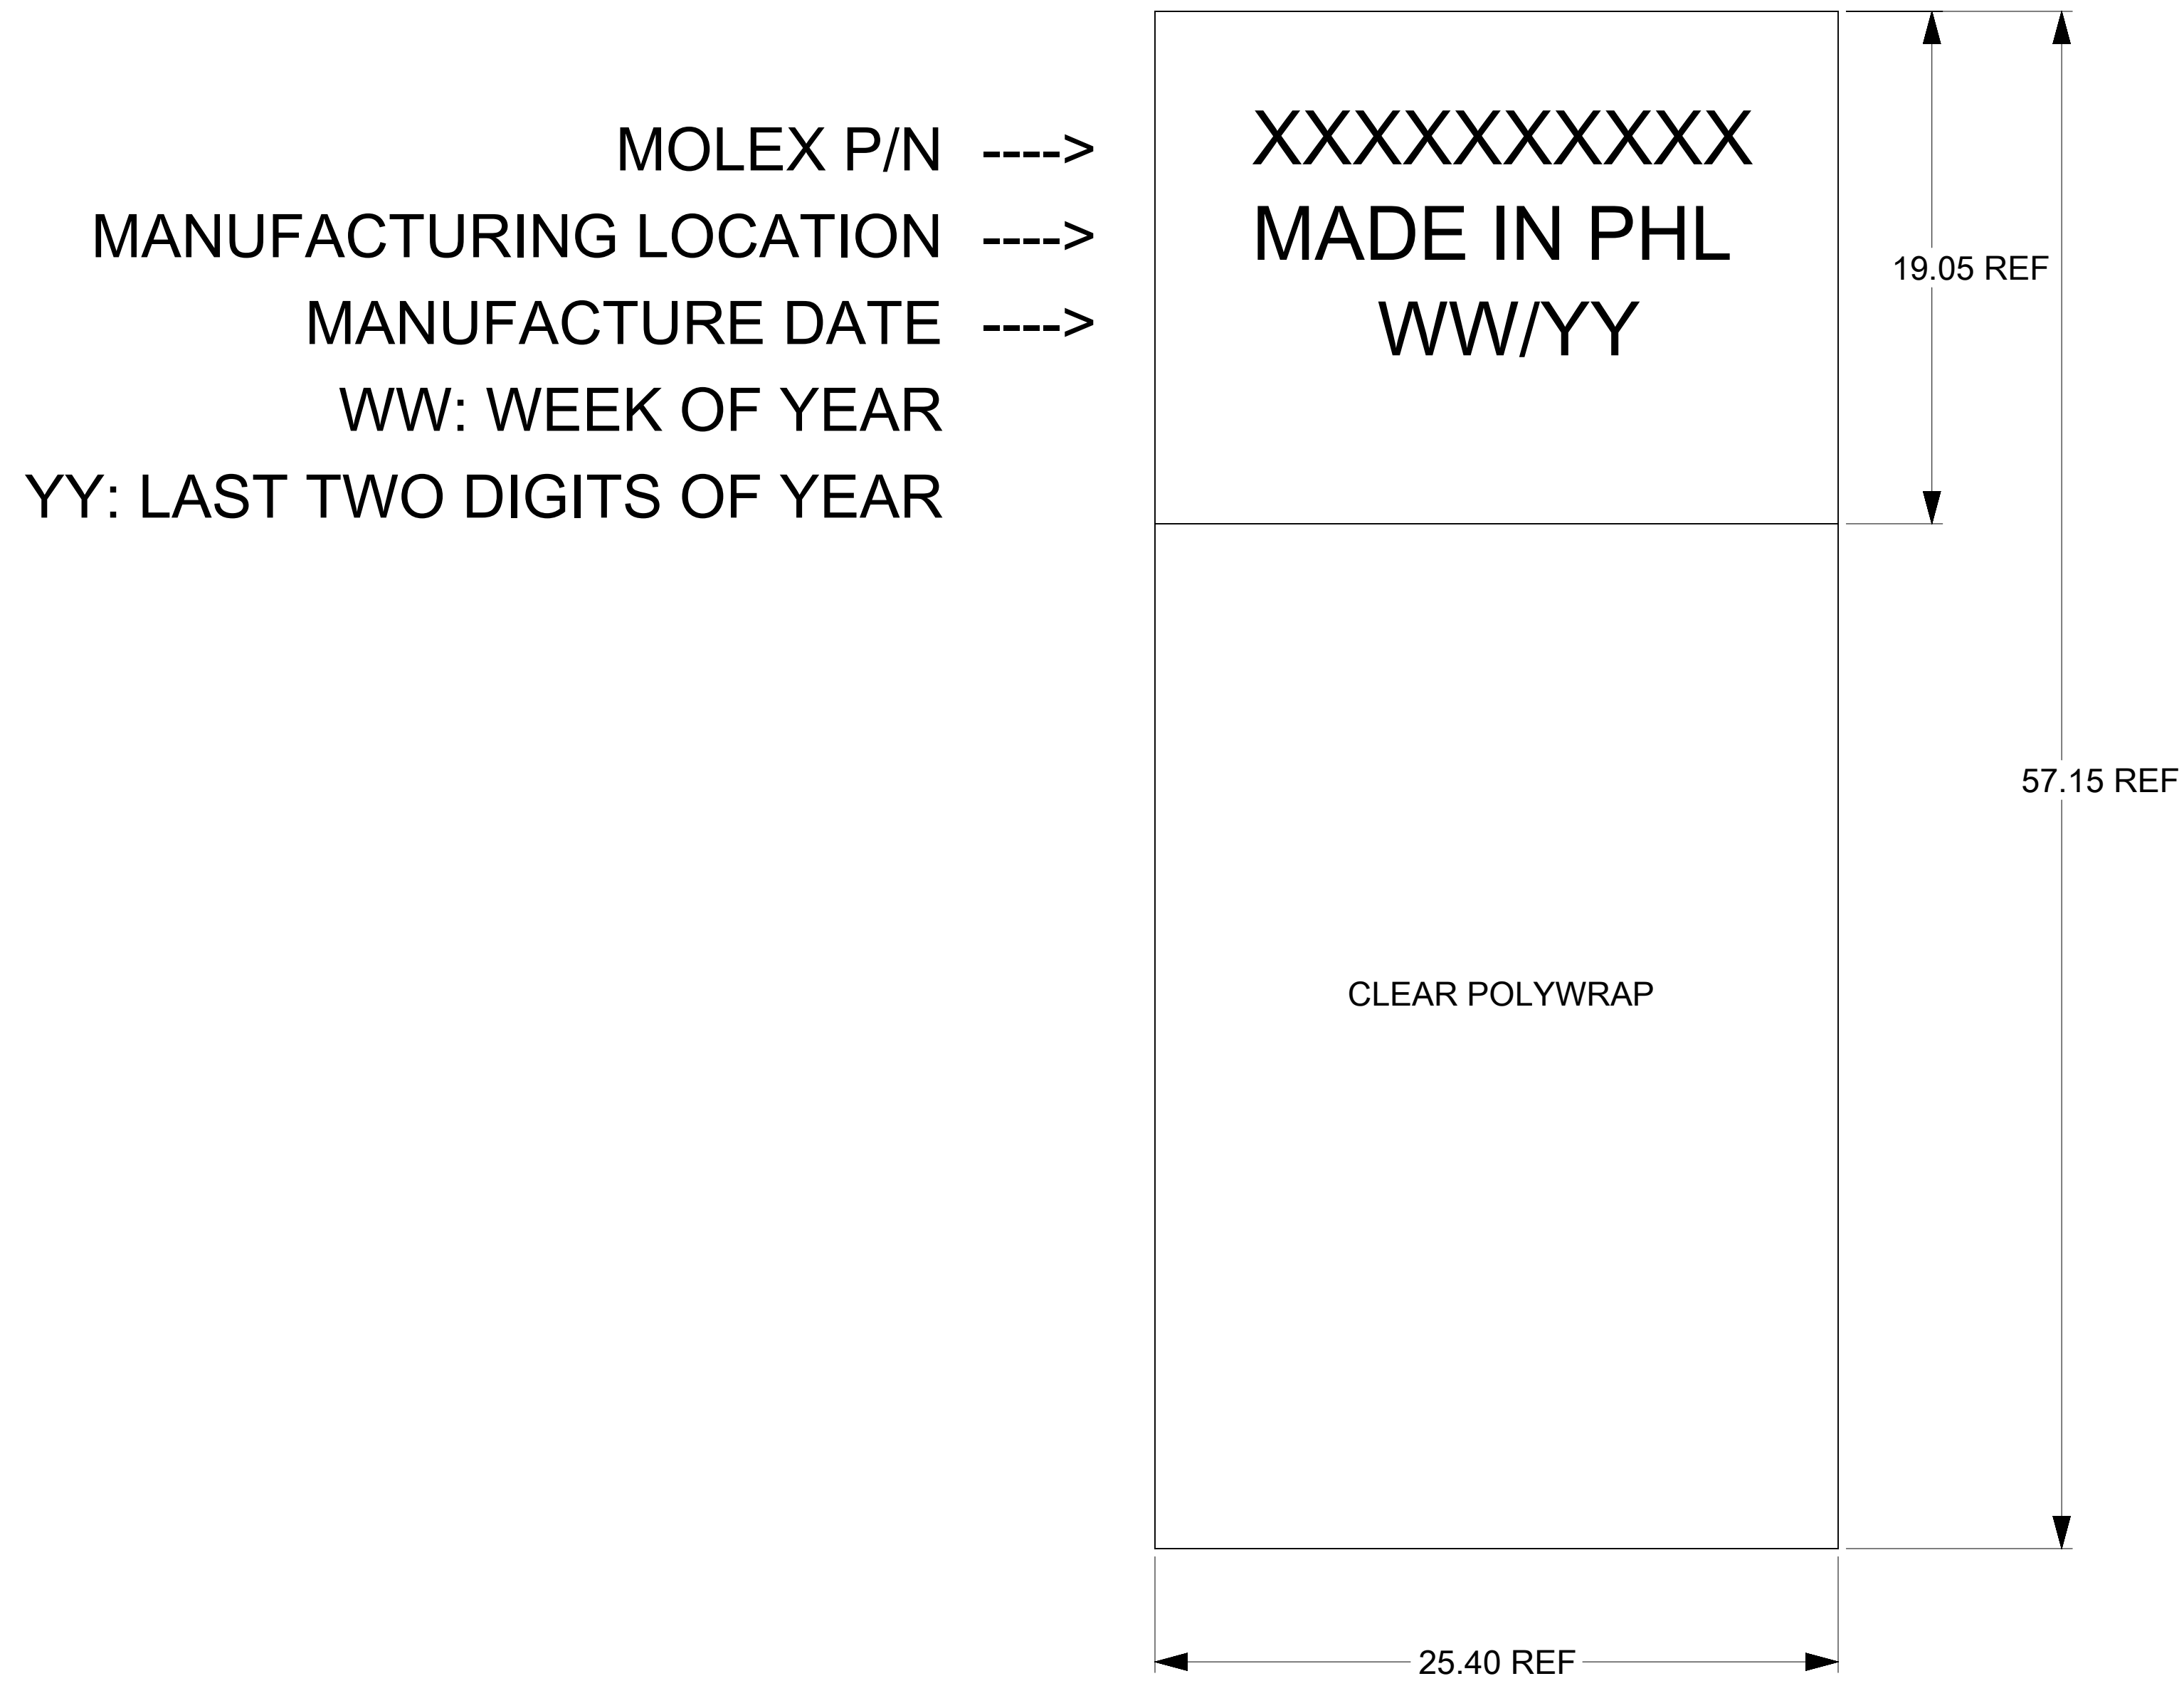 MOLEX P/N ---->
MANUFACTURING LOCATION ---->
MANUFACTURE DATE ---->
WW: WEEK OF YEAR
YY: LAST TWO DIGITS OF YEAR
XXXXXXXXXX
MADE IN PHL
WW/YY
19.05 REF
57.15 REF
CLEAR POLYWRAP
25.40 REF